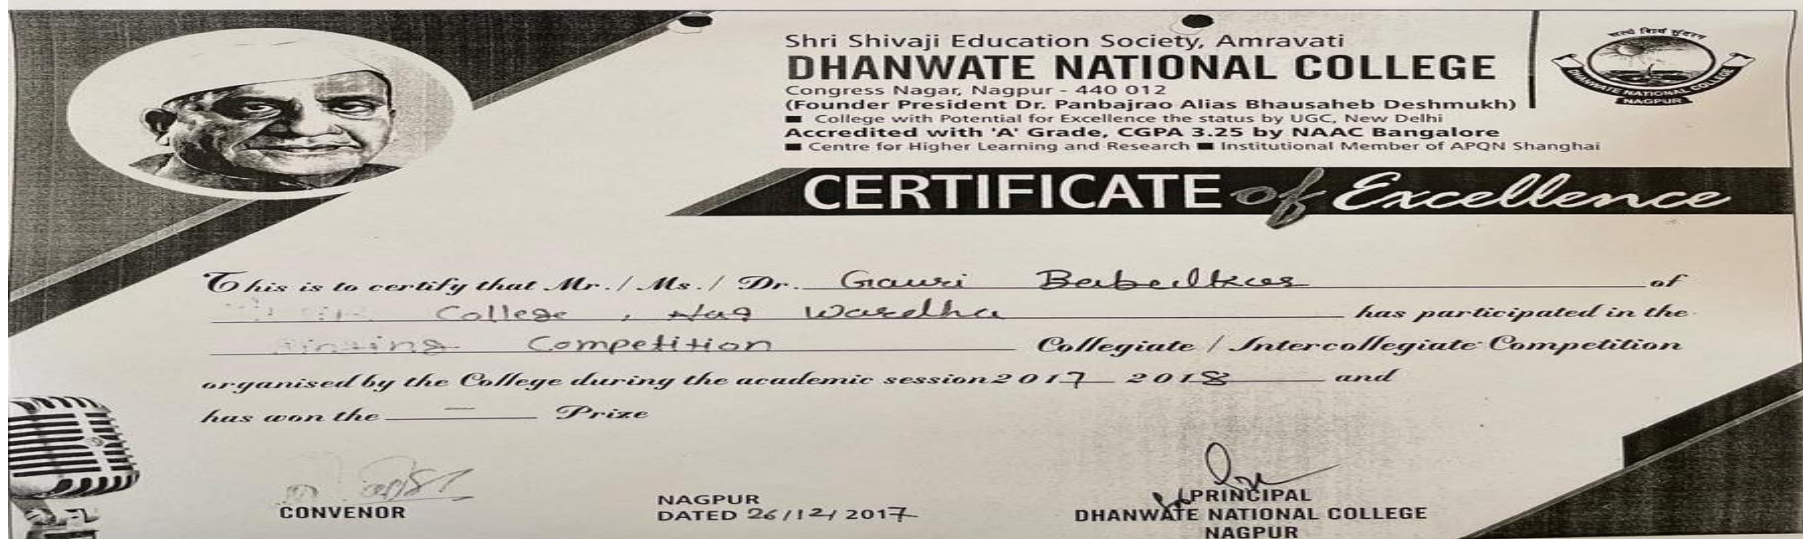 Shri Shivaji Education Society, Amravati
DHANWATE NATIONAL COLLEGE
Congress Nagar, Nagpur - 440 012
(Founder President Dr. Panbajrao Alias Bhausaheb Deshmukh)
■ College with Potential for Excellence the status by UGC, New Delhi
Accredited with 'A' Grade, CGPA 3.25 by NAAC Bangalore
■ Centre for Higher Learning and Research ■ Institutional Member of APQN Shanghai
सत्यं शिवं सुंदरम
DHANWATE NATIONAL COLLEGE
NAGPUR
CERTIFICATE of Excellence
This is to certify that Mr. / Ms. / Dr. Gauri of
College, Wardha has participated in the
Singing Competition Collegiate / Intercollegiate Competition
organised by the College during the academic session 2017 2018 and
has won the — Prize
CONVENOR
NAGPUR
DATED 26/12/2017
PRINCIPAL
DHANWATE NATIONAL COLLEGE
NAGPUR